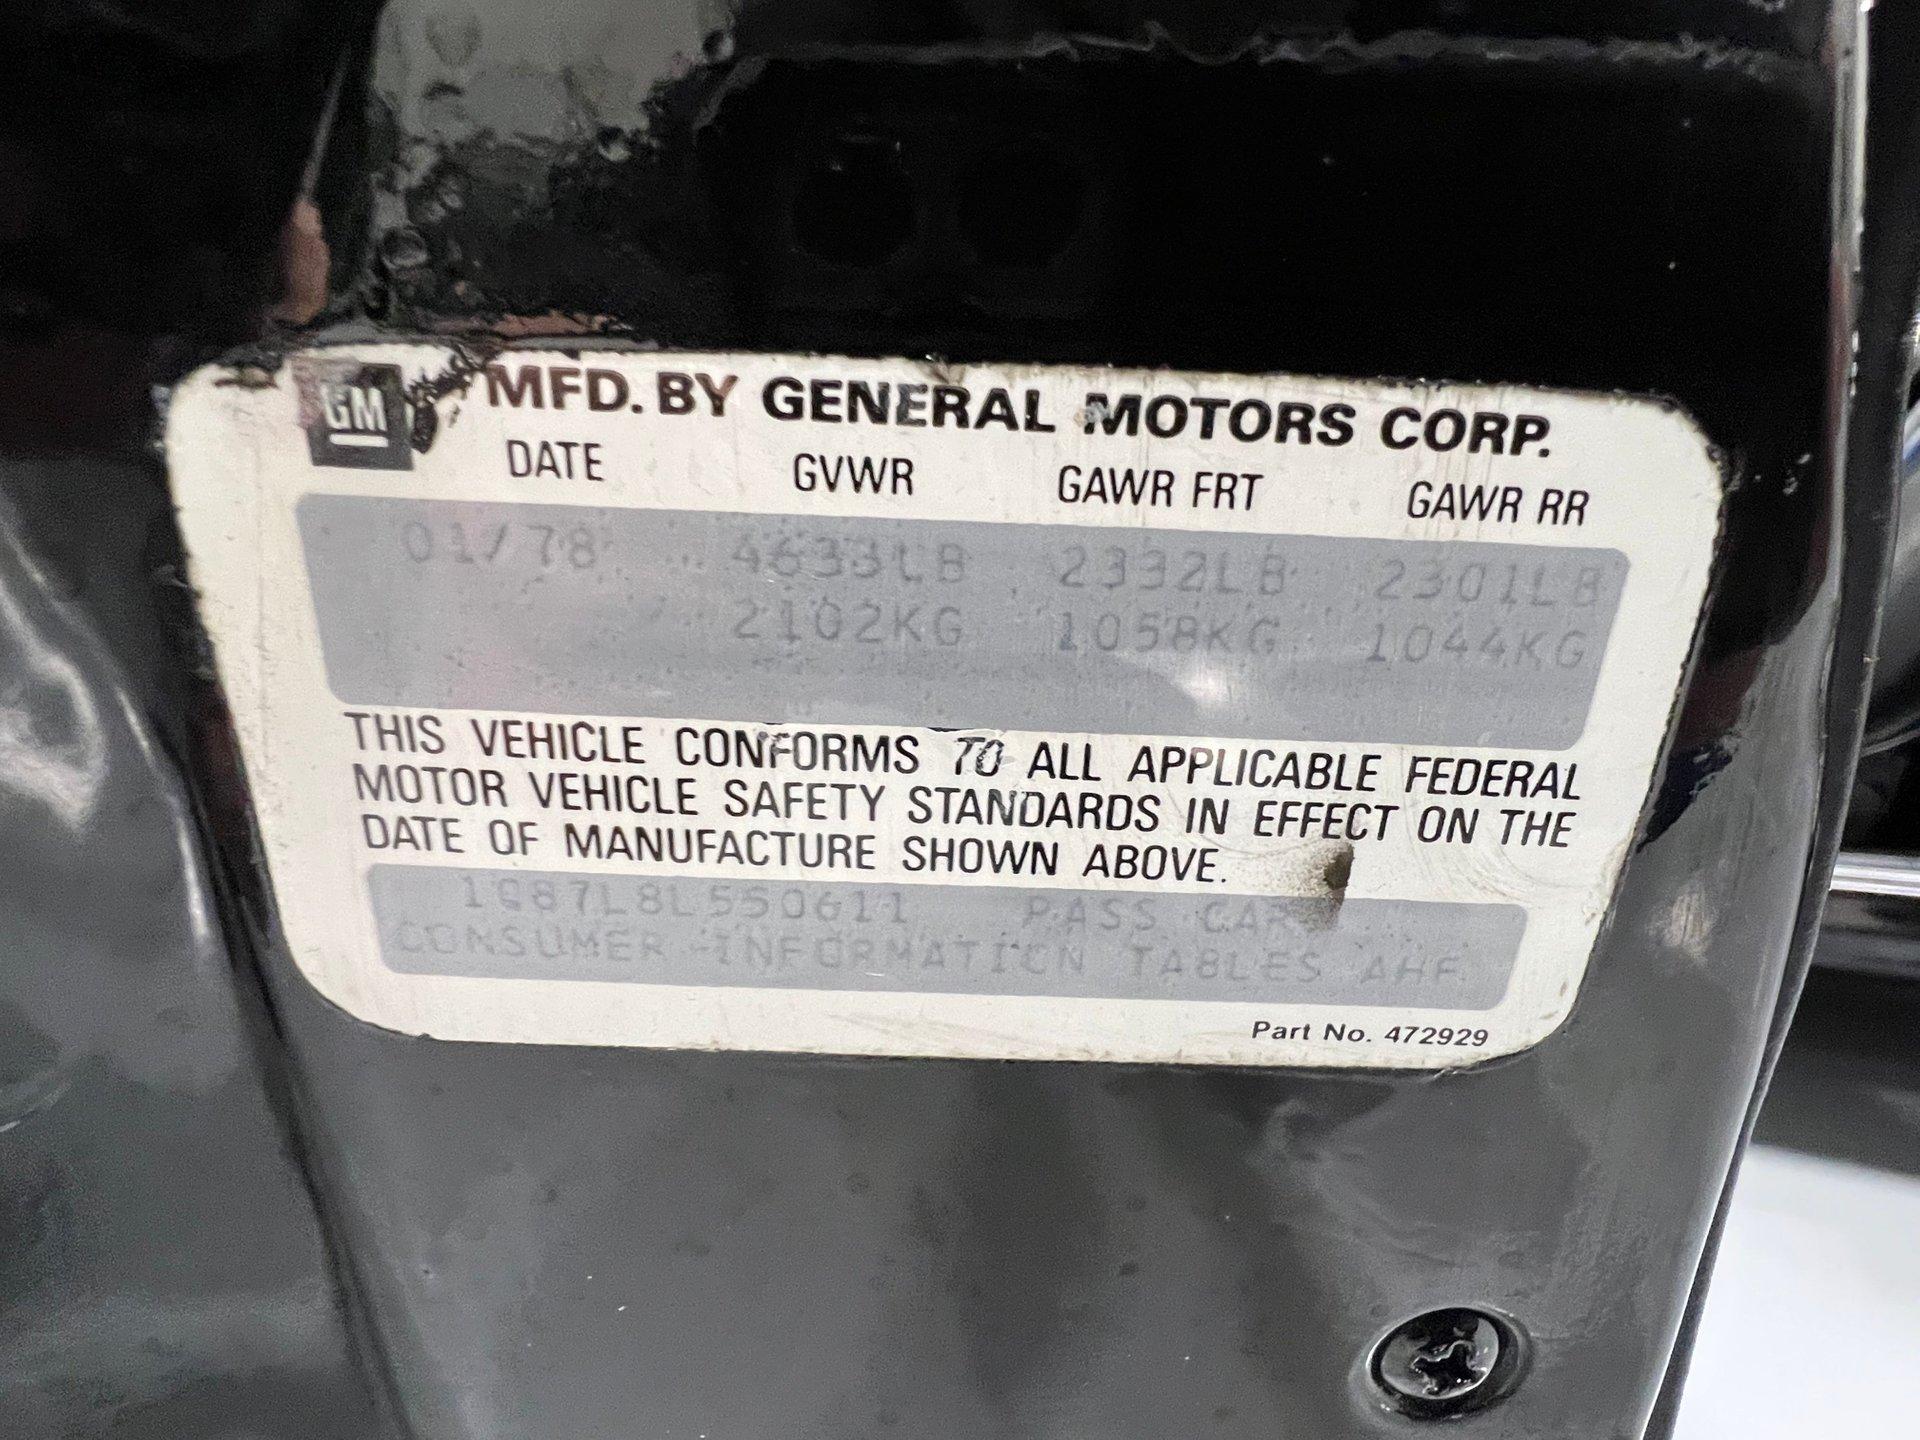 GM MFD. BY GENERAL MOTORS CORP.
DATE GVWR GAWR FRT GAWR RR
01/78 4633LB 2332LB 2301LB
2102KG 1058KG 1044KG
THIS VEHICLE CONFORMS TO ALL APPLICABLE FEDERAL
MOTOR VEHICLE SAFETY STANDARDS IN EFFECT ON THE
DATE OF MANUFACTURE SHOWN ABOVE.
1Q87L8L550611 PASS CAR
CONSUMER INFORMATION TABLES AHF
Part No. 472929